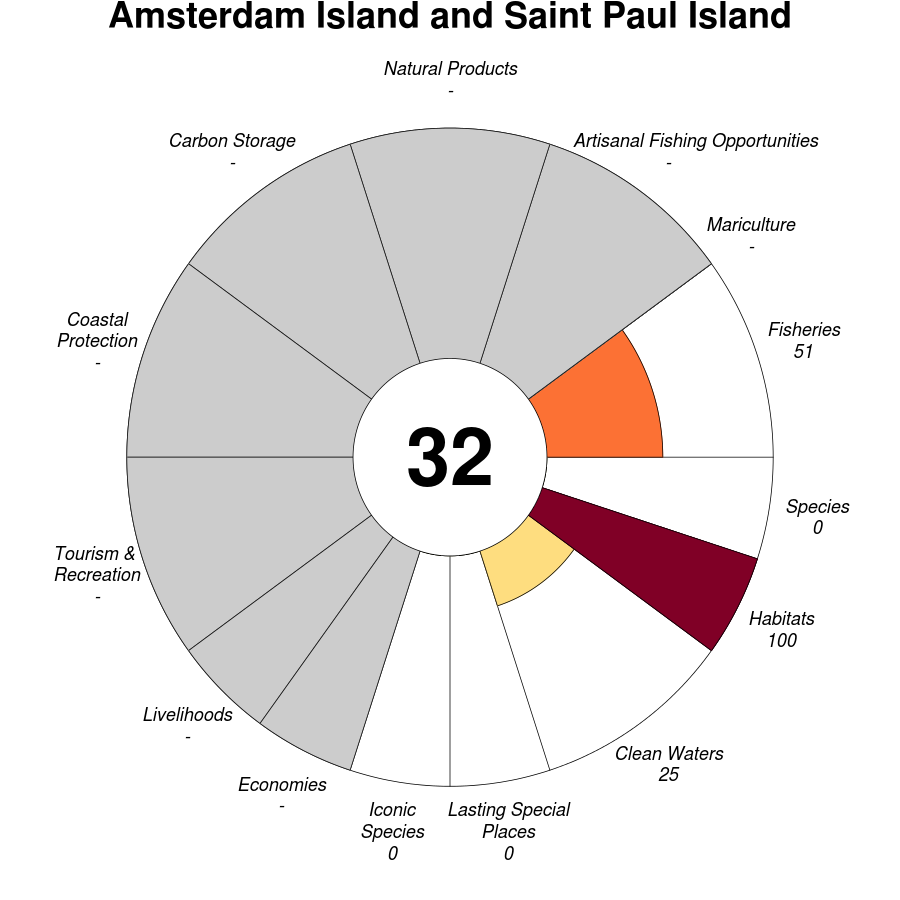 Amsterdam Island and Saint Paul Island
Natural Products
-
Carbon Storage
-
Artisanal Fishing Opportunities
-
Mariculture
-
Coastal
Protection
-
Fisheries
51
32
Species
0
Tourism &
Recreation
-
Habitats
100
Livelihoods
-
Clean Waters
25
Economies
-
Iconic
Species
0
Lasting Special
Places
0